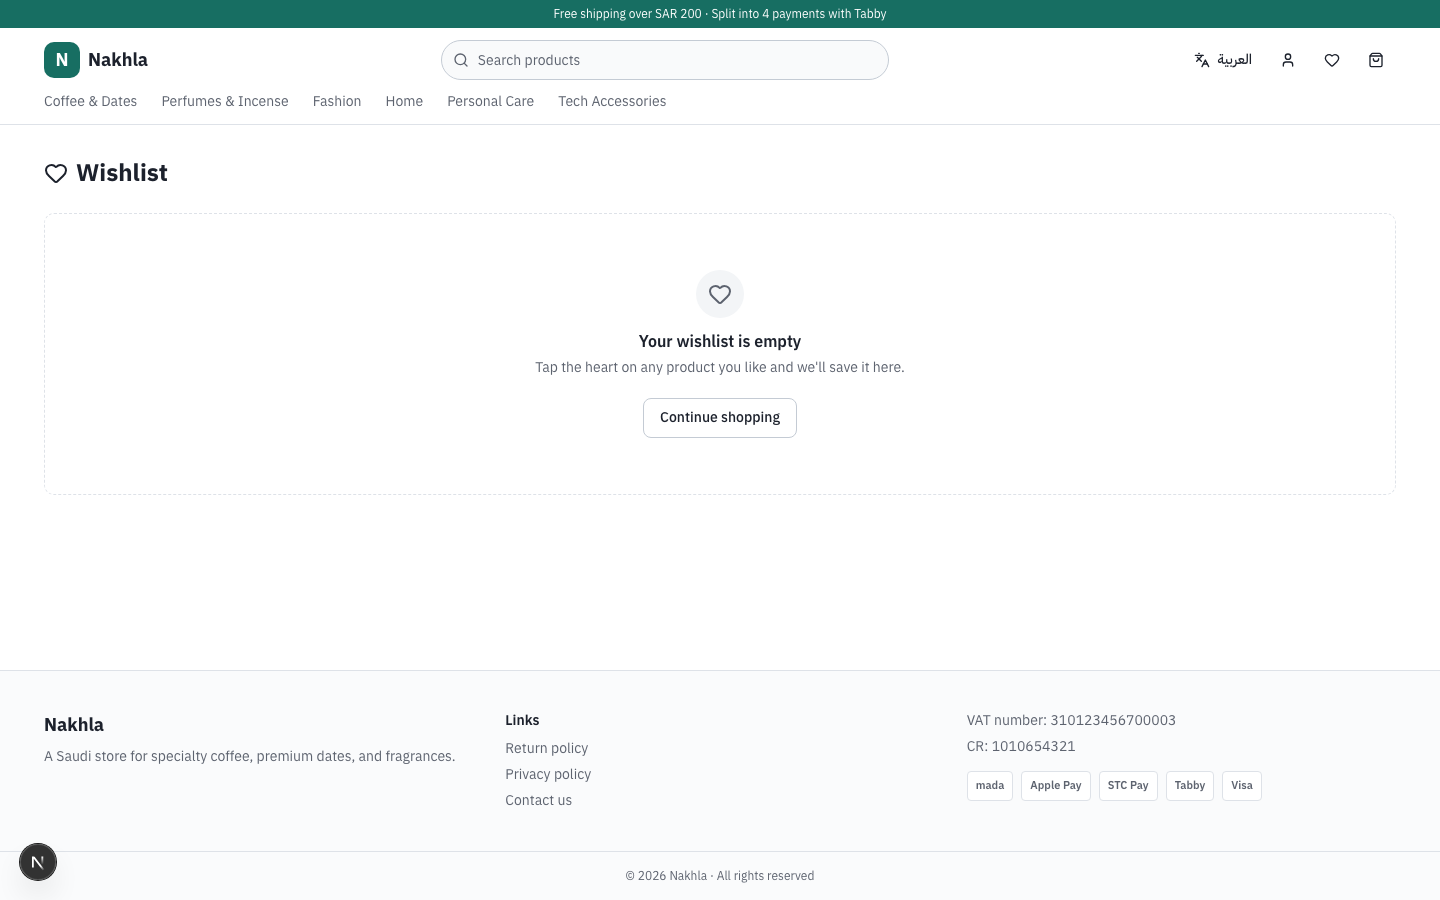 Free shipping over SAR 200 · Split into 4 payments with Tabby
N Nakhla
Search products
العربية
Coffee & Dates Perfumes & Incense Fashion Home Personal Care Tech Accessories
Wishlist
Your wishlist is empty
Tap the heart on any product you like and we'll save it here.
Continue shopping
Nakhla
A Saudi store for specialty coffee, premium dates, and fragrances.
Links
Return policy
Privacy policy
Contact us
VAT number: 310123456700003
CR: 1010654321
mada Apple Pay STC Pay Tabby Visa
N
© 2026 Nakhla · All rights reserved